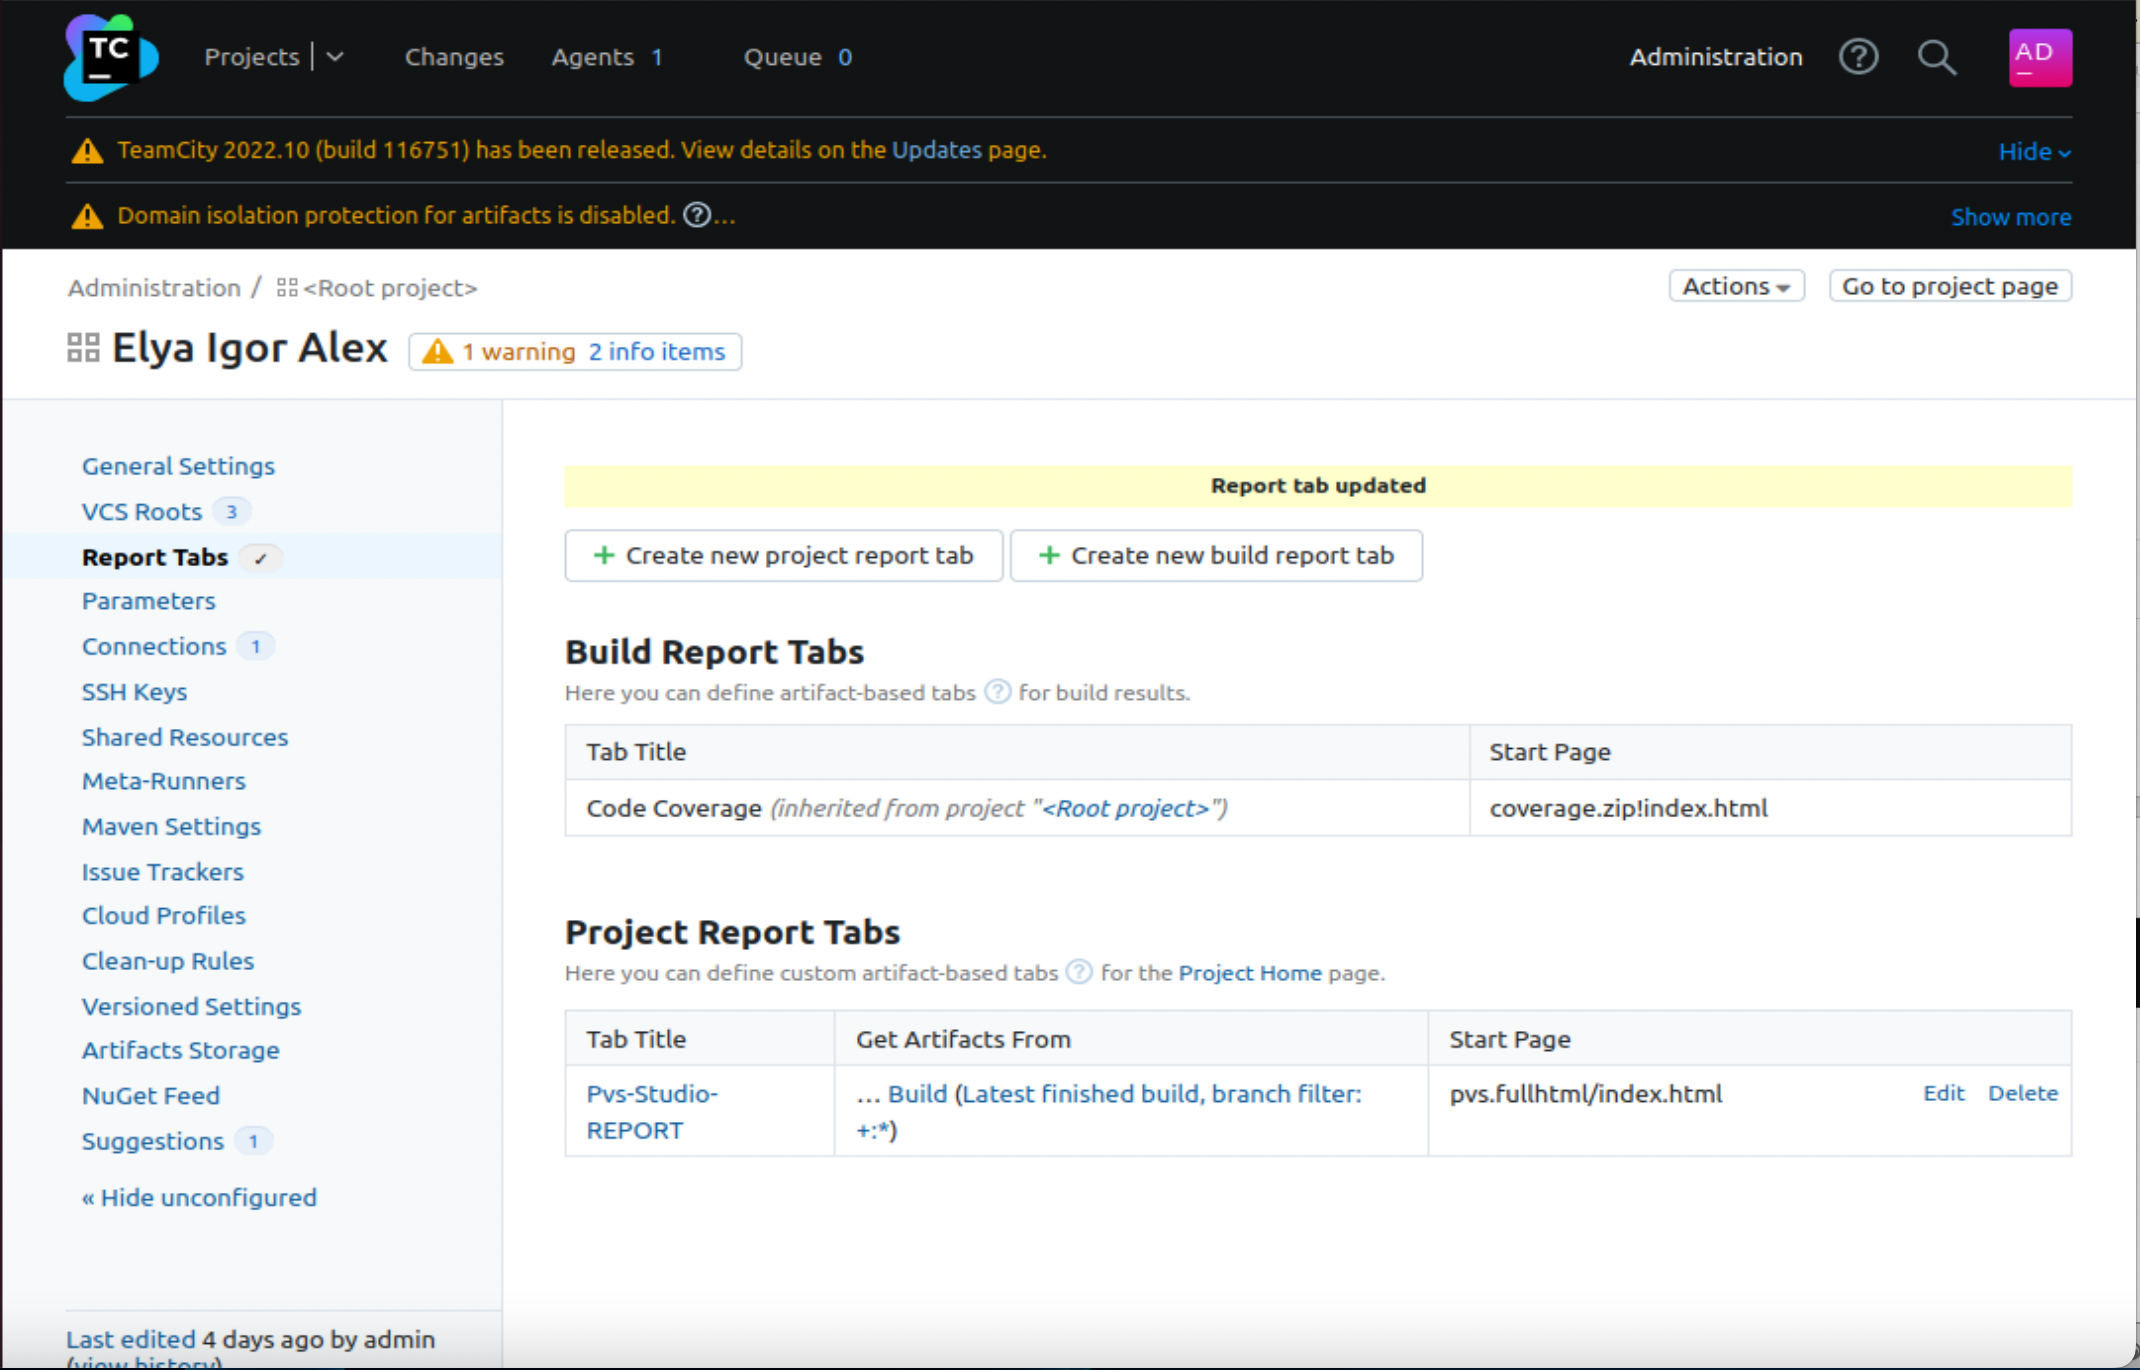 TC
Projects
Changes
Agents 1
Queue 0
Administration
AD
TeamCity 2022.10 (build 116751) has been released. View details on the Updates page.
Hide
Domain isolation protection for artifacts is disabled. ?...
Show more
Administration / <Root project>
Actions
Go to project page
Elya Igor Alex
1 warning 2 info items
General Settings
VCS Roots 3
Report Tabs ✓
Parameters
Connections 1
SSH Keys
Shared Resources
Meta-Runners
Maven Settings
Issue Trackers
Cloud Profiles
Clean-up Rules
Versioned Settings
Artifacts Storage
NuGet Feed
Suggestions 1
« Hide unconfigured
Last edited 4 days ago by admin
(view history)
Report tab updated
+ Create new project report tab
+ Create new build report tab
Build Report Tabs
Here you can define artifact-based tabs ? for build results.
Tab Title
Start Page
Code Coverage (inherited from project "<Root project>")
coverage.zip!index.html
Project Report Tabs
Here you can define custom artifact-based tabs ? for the Project Home page.
Tab Title
Get Artifacts From
Start Page
Pvs-Studio-
REPORT
... Build (Latest finished build, branch filter:
+:*)
pvs.fullhtml/index.html
Edit
Delete